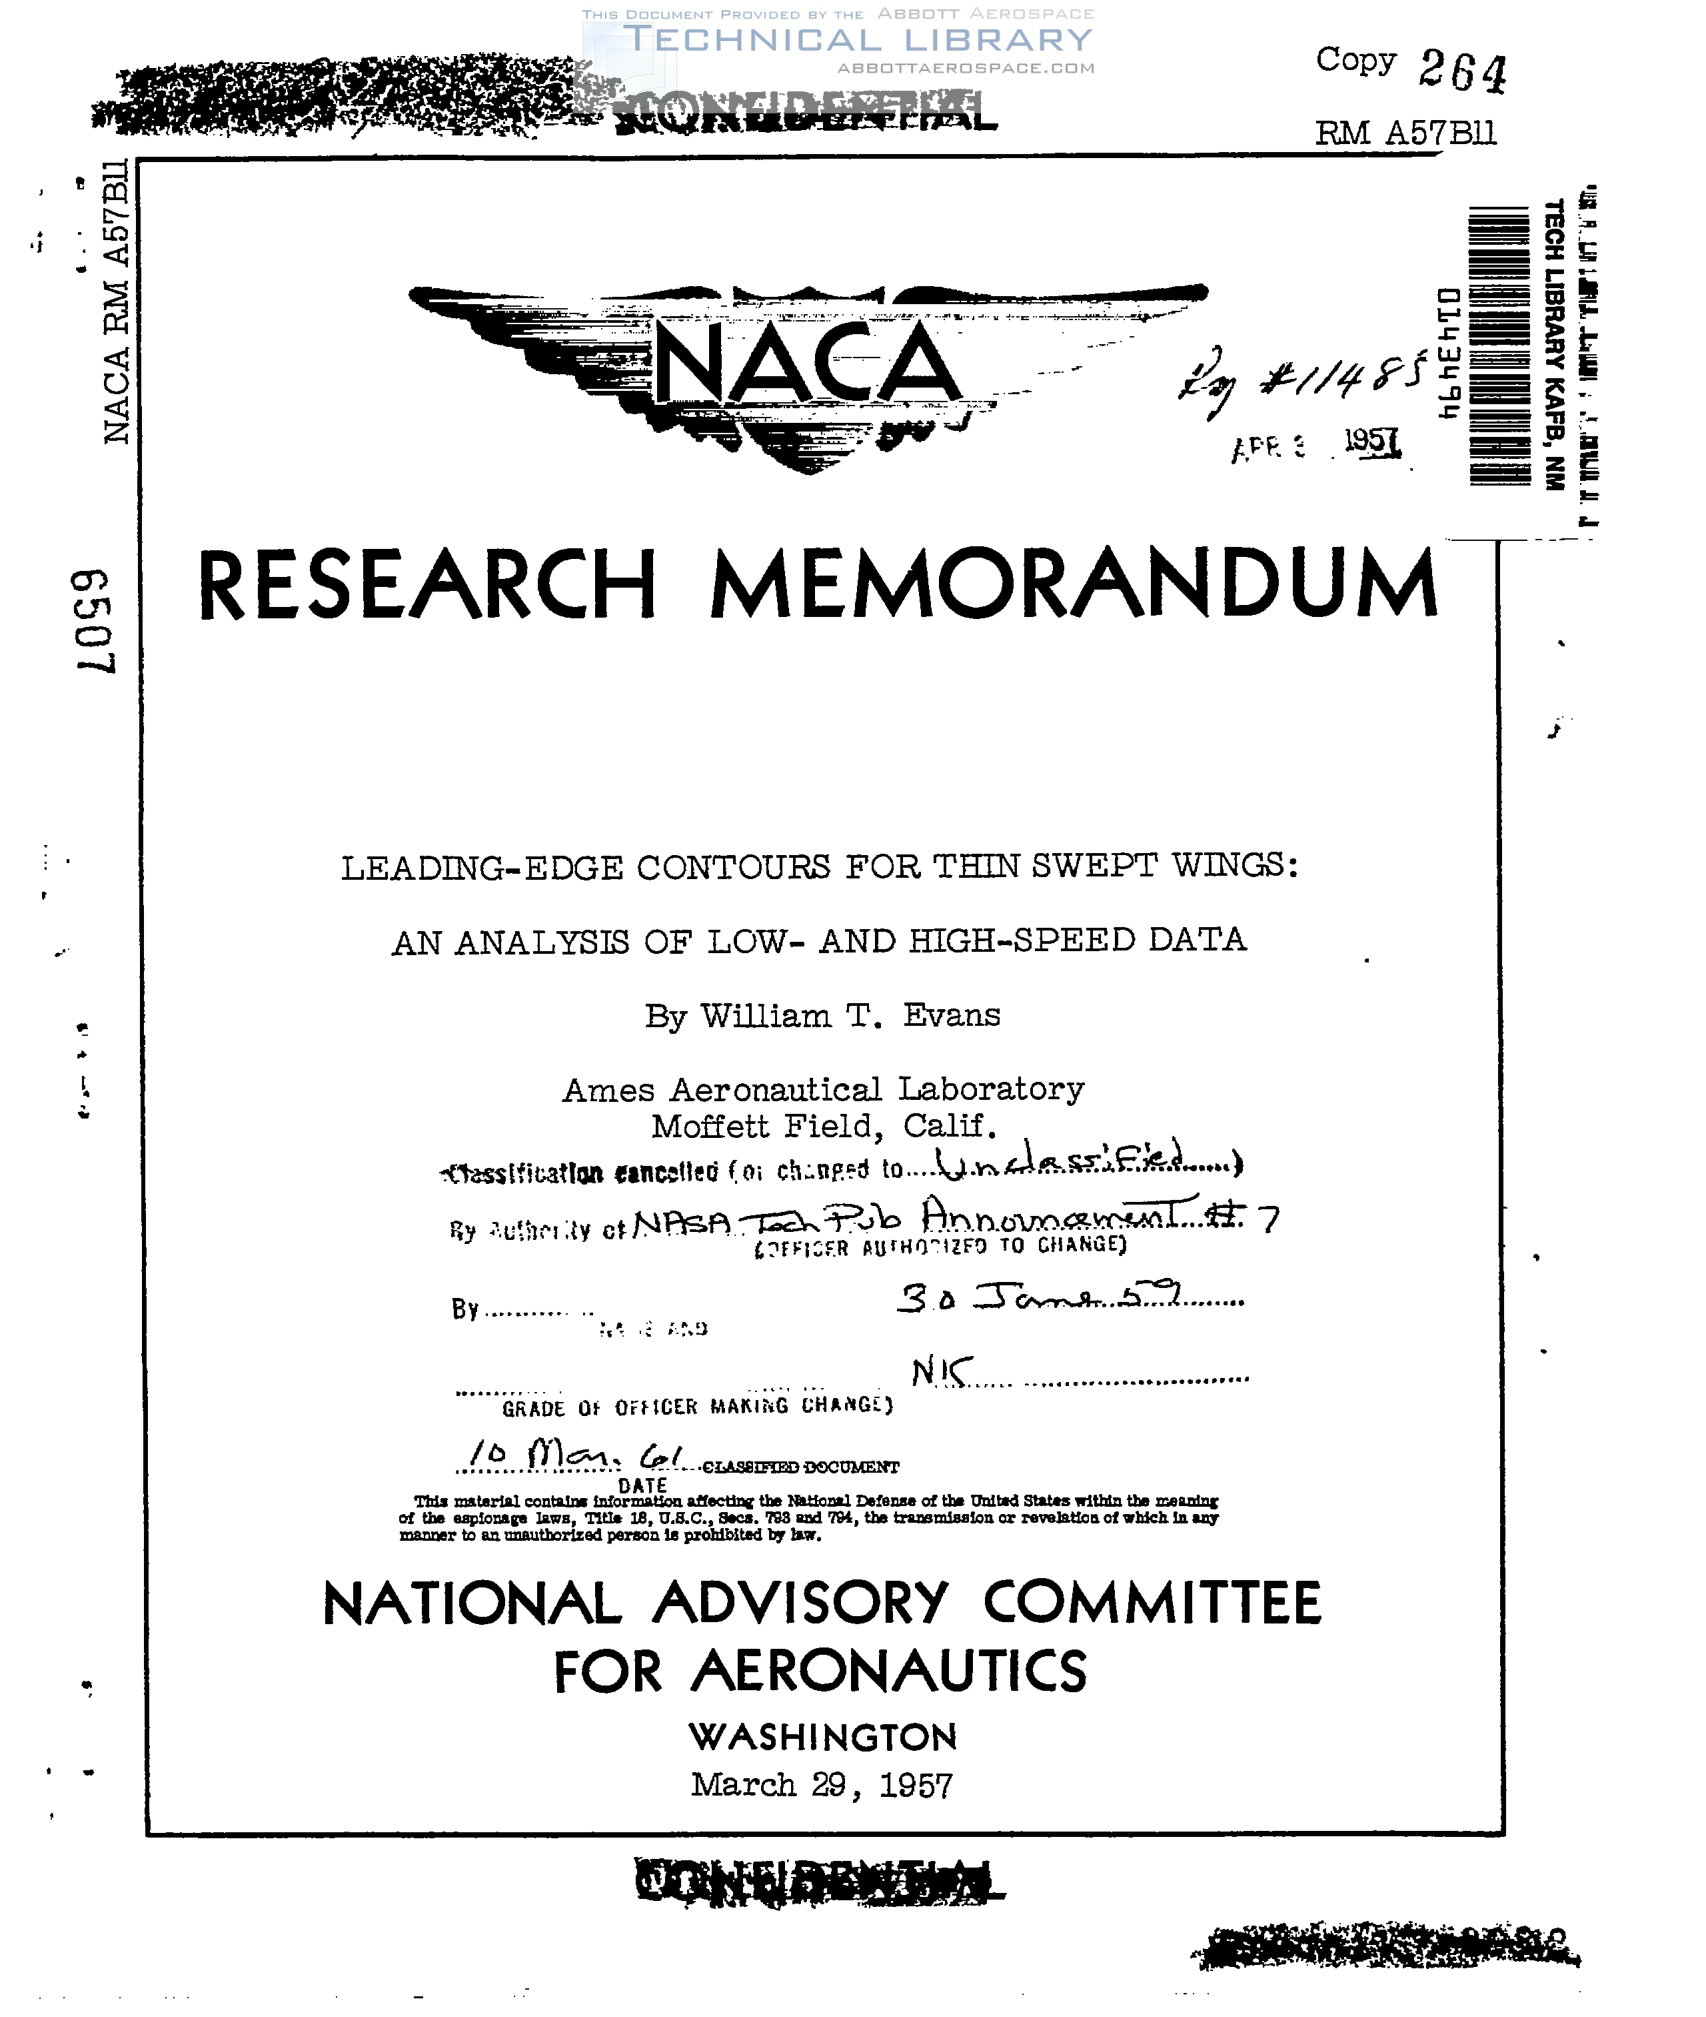 THIS DOCUMENT PROVIDED BY THE ABBOTT AEROSPACE
TECHNICAL LIBRARY
ABBOTTAEROSPACE.COM
Copy 264
RM A57B11
CONFIDENTIAL
NACA RM A57B11
TECH LIBRARY KAFB, NM
0143494
NACA
#11485
APR 3 1957
6507
RESEARCH MEMORANDUM
LEADING-EDGE CONTOURS FOR THIN SWEPT WINGS:
AN ANALYSIS OF LOW- AND HIGH-SPEED DATA
By William T. Evans
Ames Aeronautical Laboratory
Moffett Field, Calif.
Classification cancelled (or changed to Unclassified)
By Authority of NASA Tech Pub Announcement # 7
(OFFICER AUTHORIZED TO CHANGE)
By 30 June 59
NAME AND
NK
GRADE OF OFFICER MAKING CHANGE)
10 Mar. 61 CLASSIFIED DOCUMENT
DATE
This material contains information affecting the National Defense of the United States within the meaning
of the espionage laws, Title 18, U.S.C., Secs. 793 and 794, the transmission or revelation of which in any
manner to an unauthorized person is prohibited by law.
NATIONAL ADVISORY COMMITTEE
FOR AERONAUTICS
WASHINGTON
March 29, 1957
CONFIDENTIAL